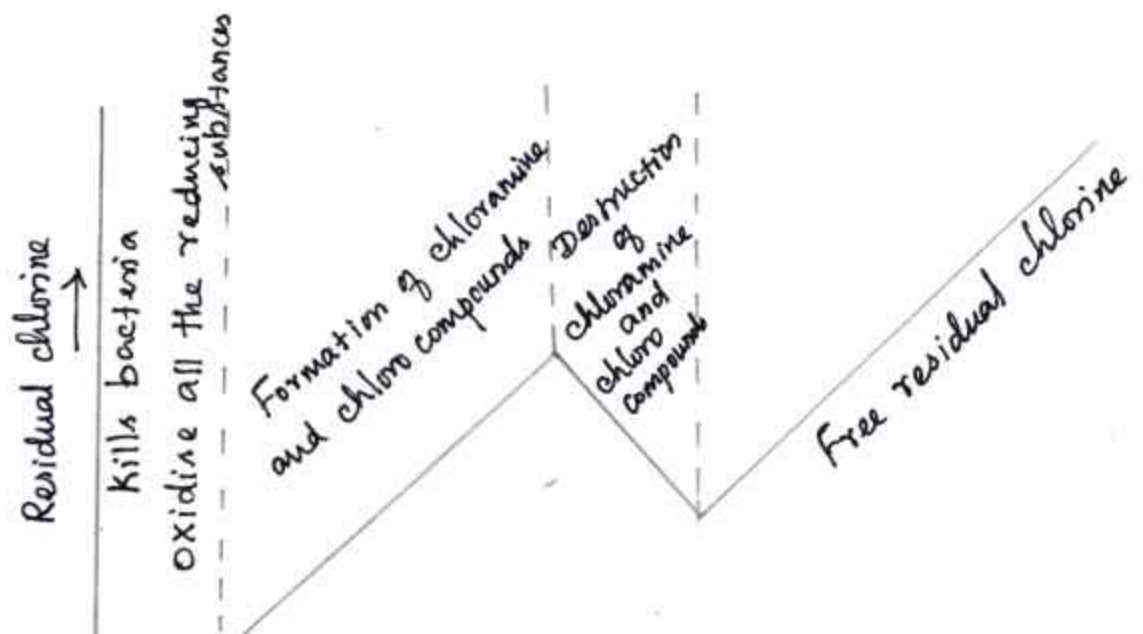 Residual chlorine →
Kills bacteria
oxidise all the reducing
substances
Formation of chloramine
and chloro compounds
Destruction
of
chloramine
and
chloro
compounds
Free residual chlorine